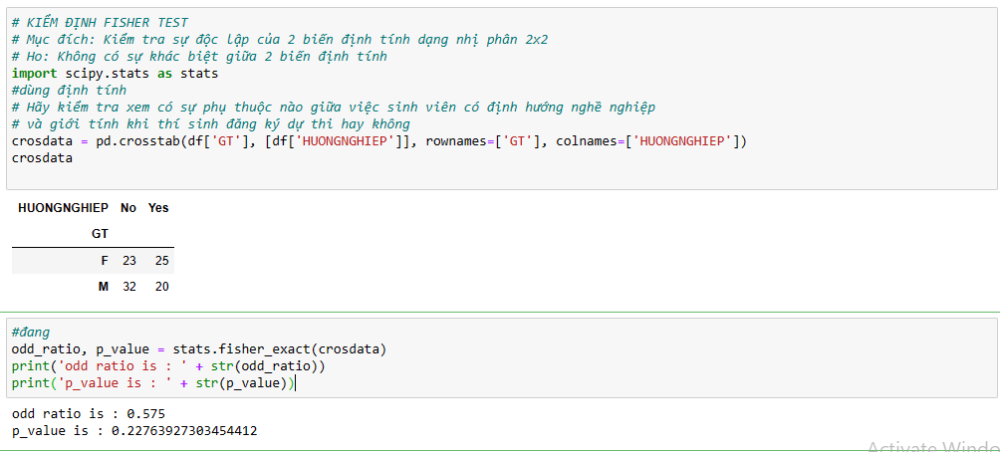 # KIỂM ĐỊNH FISHER TEST
# Mục đích: Kiểm tra sự độc lập của 2 biến định tính dạng nhị phân 2x2
# Ho: Không có sự khác biệt giữa 2 biến định tính
import scipy.stats as stats
#dùng định tính
# Hãy kiểm tra xem có sự phụ thuộc nào giữa việc sinh viên có định hướng nghề nghiệp
# và giới tính khi thí sinh đăng ký dự thi hay không
crosdata = pd.crosstab(df['GT'], [df['HUONGNGHIEP']], rownames=['GT'], colnames=['HUONGNGHIEP'])
crosdata
HUONGNGHIEP No Yes
GT
F 23 25
M 32 20
#đang
odd_ratio, p_value = stats.fisher_exact(crosdata)
print('odd ratio is : ' + str(odd_ratio))
print('p_value is : ' + str(p_value))
odd ratio is : 0.575
p_value is : 0.22763927303454412
Activate Windo